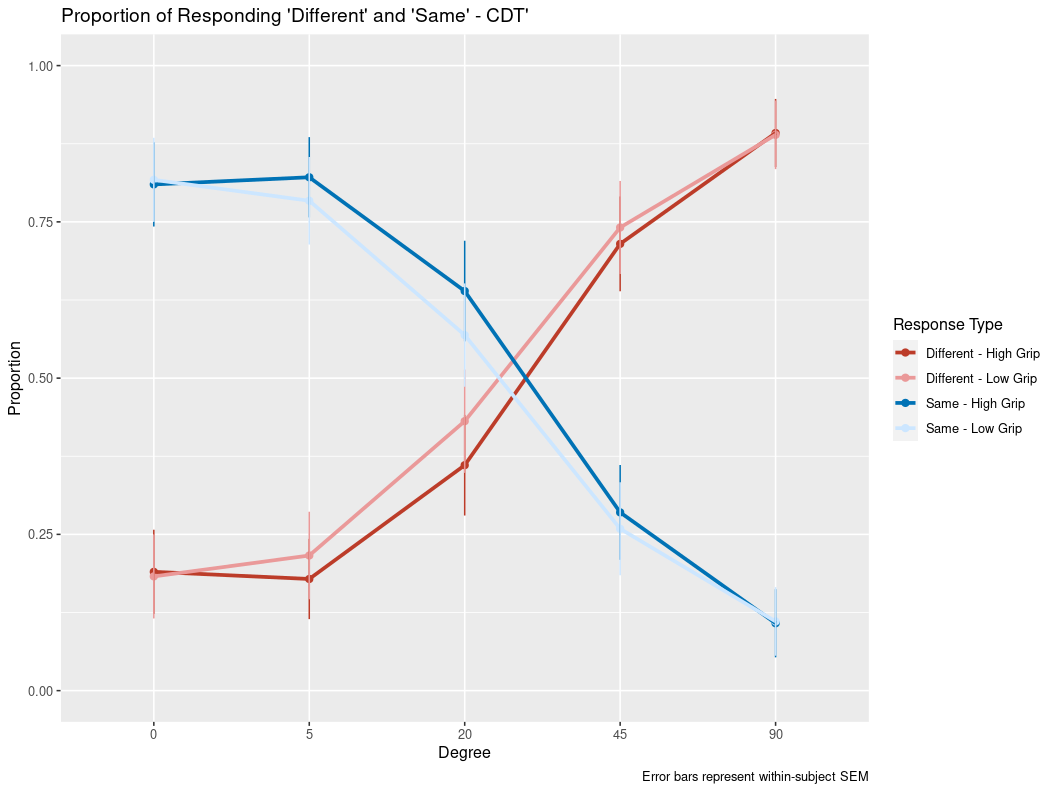 Proportion of Responding 'Different' and 'Same' - CDT'
1.00
0.75
0.50
0.25
0.00
Proportion
0 5 20 45 90
Degree
Response Type
Different - High Grip
Different - Low Grip
Same - High Grip
Same - Low Grip
Error bars represent within-subject SEM